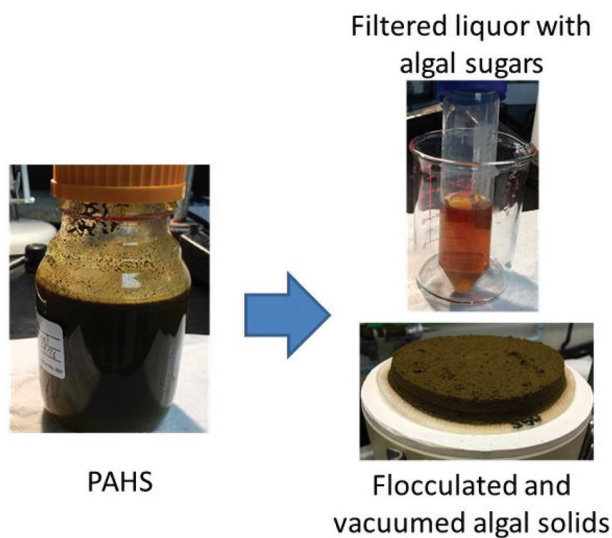 Filtered liquor with
algal sugars
PAHS
Flocculated and
vacuumed algal solids